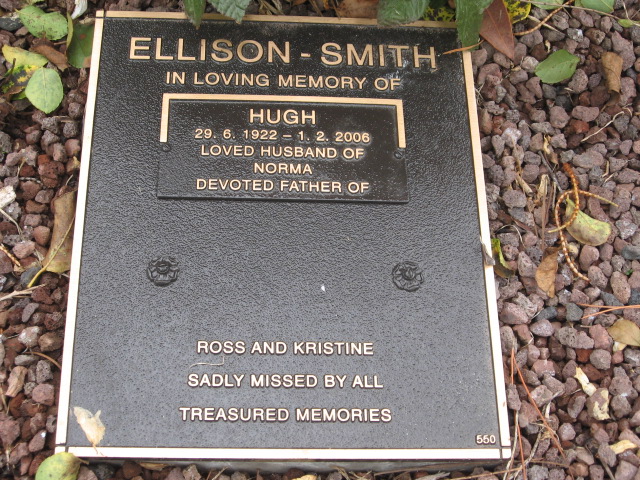 ELLISON - SMITH
IN LOVING MEMORY OF
HUGH
29. 6. 1922 – 1. 2. 2006
LOVED HUSBAND OF
NORMA
DEVOTED FATHER OF
ROSS AND KRISTINE
SADLY MISSED BY ALL
TREASURED MEMORIES
550